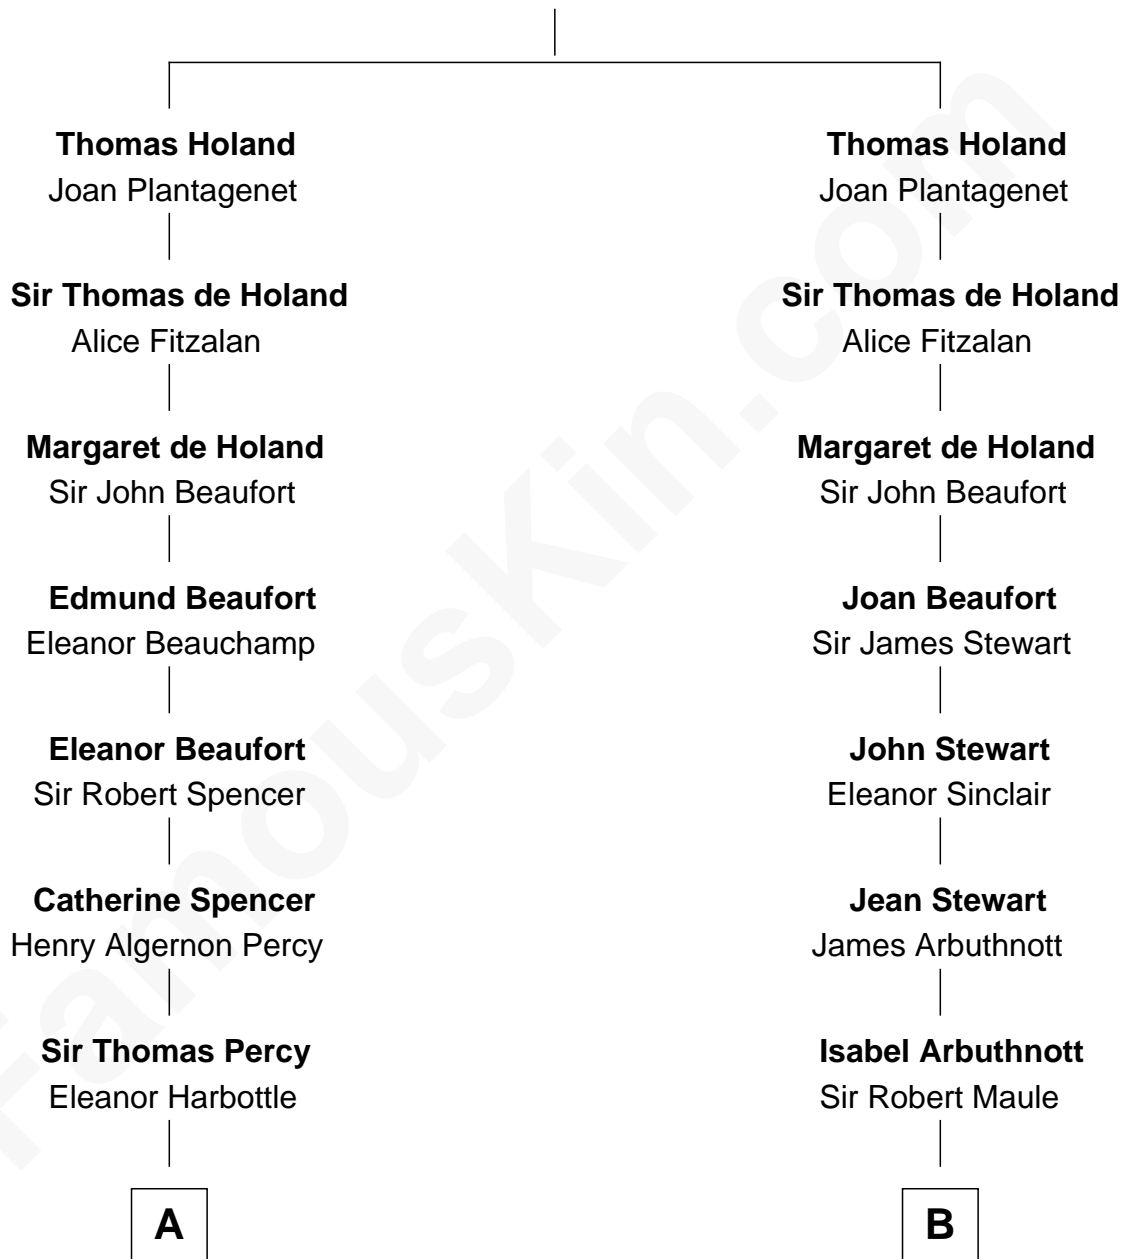 Thomas Holand
Joan Plantagenet
Sir Thomas de Holand
Alice Fitzalan
Margaret de Holand
Sir John Beaufort
Edmund Beaufort
Eleanor Beauchamp
Eleanor Beaufort
Sir Robert Spencer
Catherine Spencer
Henry Algernon Percy
Sir Thomas Percy
Eleanor Harbottle
A
Thomas Holand
Joan Plantagenet
Sir Thomas de Holand
Alice Fitzalan
Margaret de Holand
Sir John Beaufort
Joan Beaufort
Sir James Stewart
John Stewart
Eleanor Sinclair
Jean Stewart
James Arbuthnott
Isabel Arbuthnott
Sir Robert Maule
B
FamousKin.com